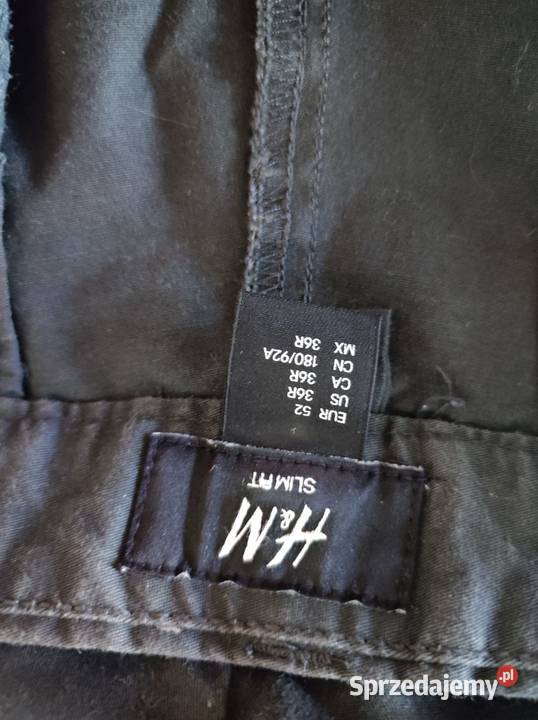 H&M
SLIM FIT
EUR 52
US 36R
CA 36R
CN 180/92A
MX 36R
Sprzedajemy.pl